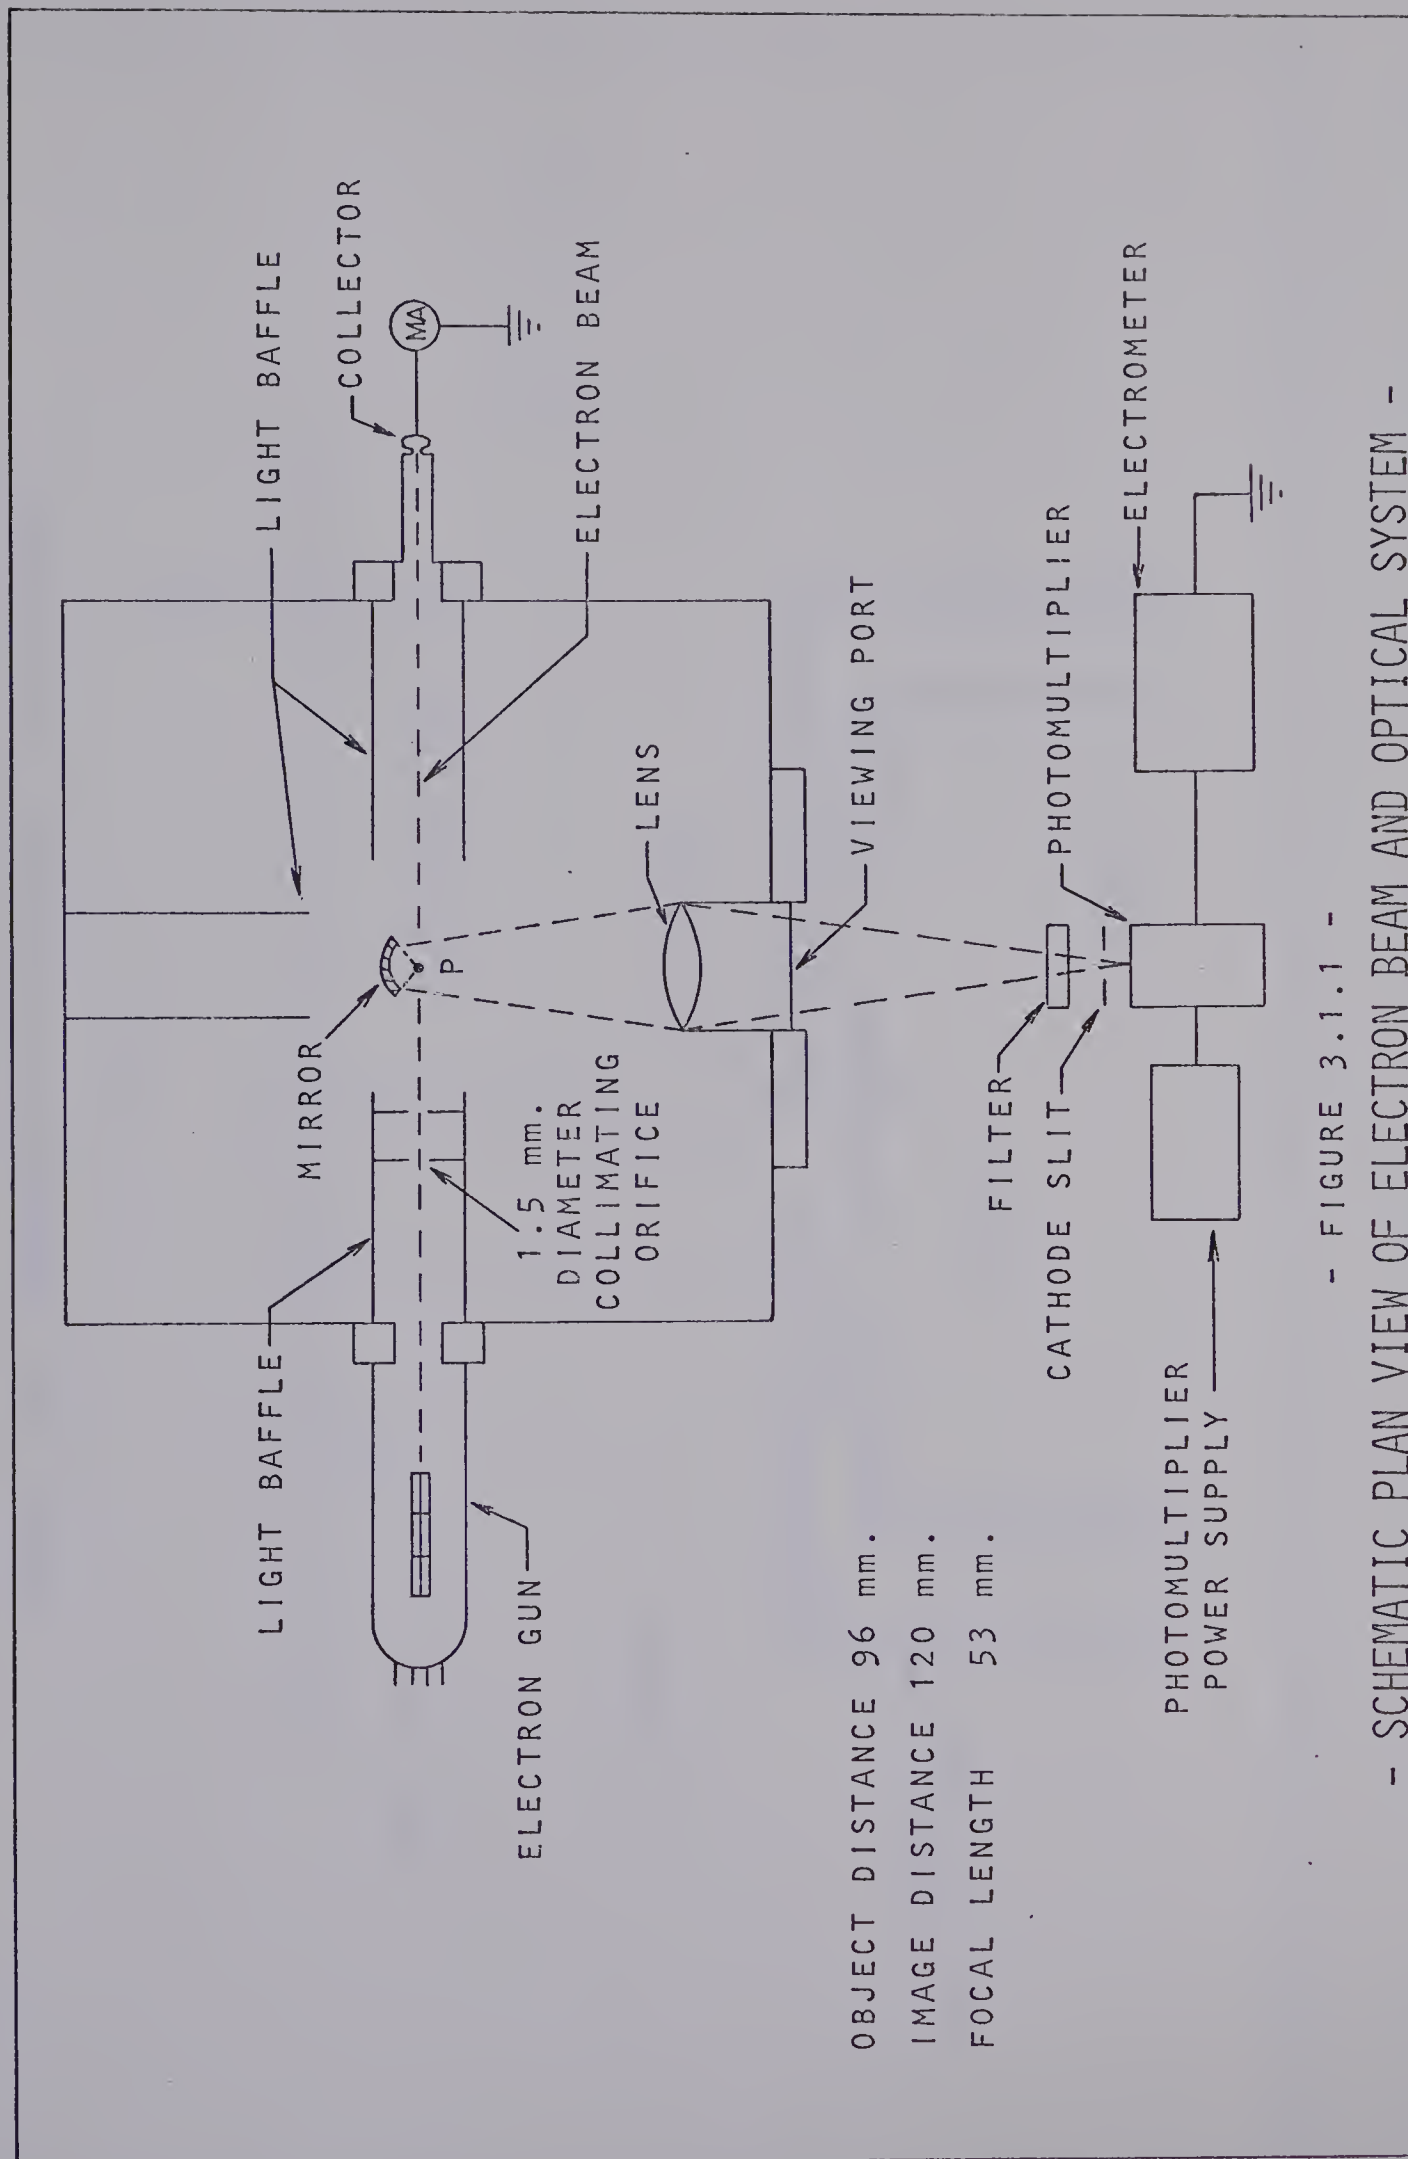 LIGHT BAFFLE
COLLECTOR
MA
ELECTRON BEAM
LIGHT BAFFLE
MIRROR
P
1.5 mm.
DIAMETER
COLLIMATING
ORIFICE
LENS
ELECTRON GUN
VIEWING PORT
OBJECT DISTANCE 96 mm.
IMAGE DISTANCE 120 mm.
FOCAL LENGTH 53 mm.
FILTER
CATHODE SLIT
PHOTOMULTIPLIER
ELECTROMETER
PHOTOMULTIPLIER
POWER SUPPLY
- FIGURE 3.1.1 -
- SCHEMATIC PLAN VIEW OF ELECTRON BEAM AND OPTICAL SYSTEM -